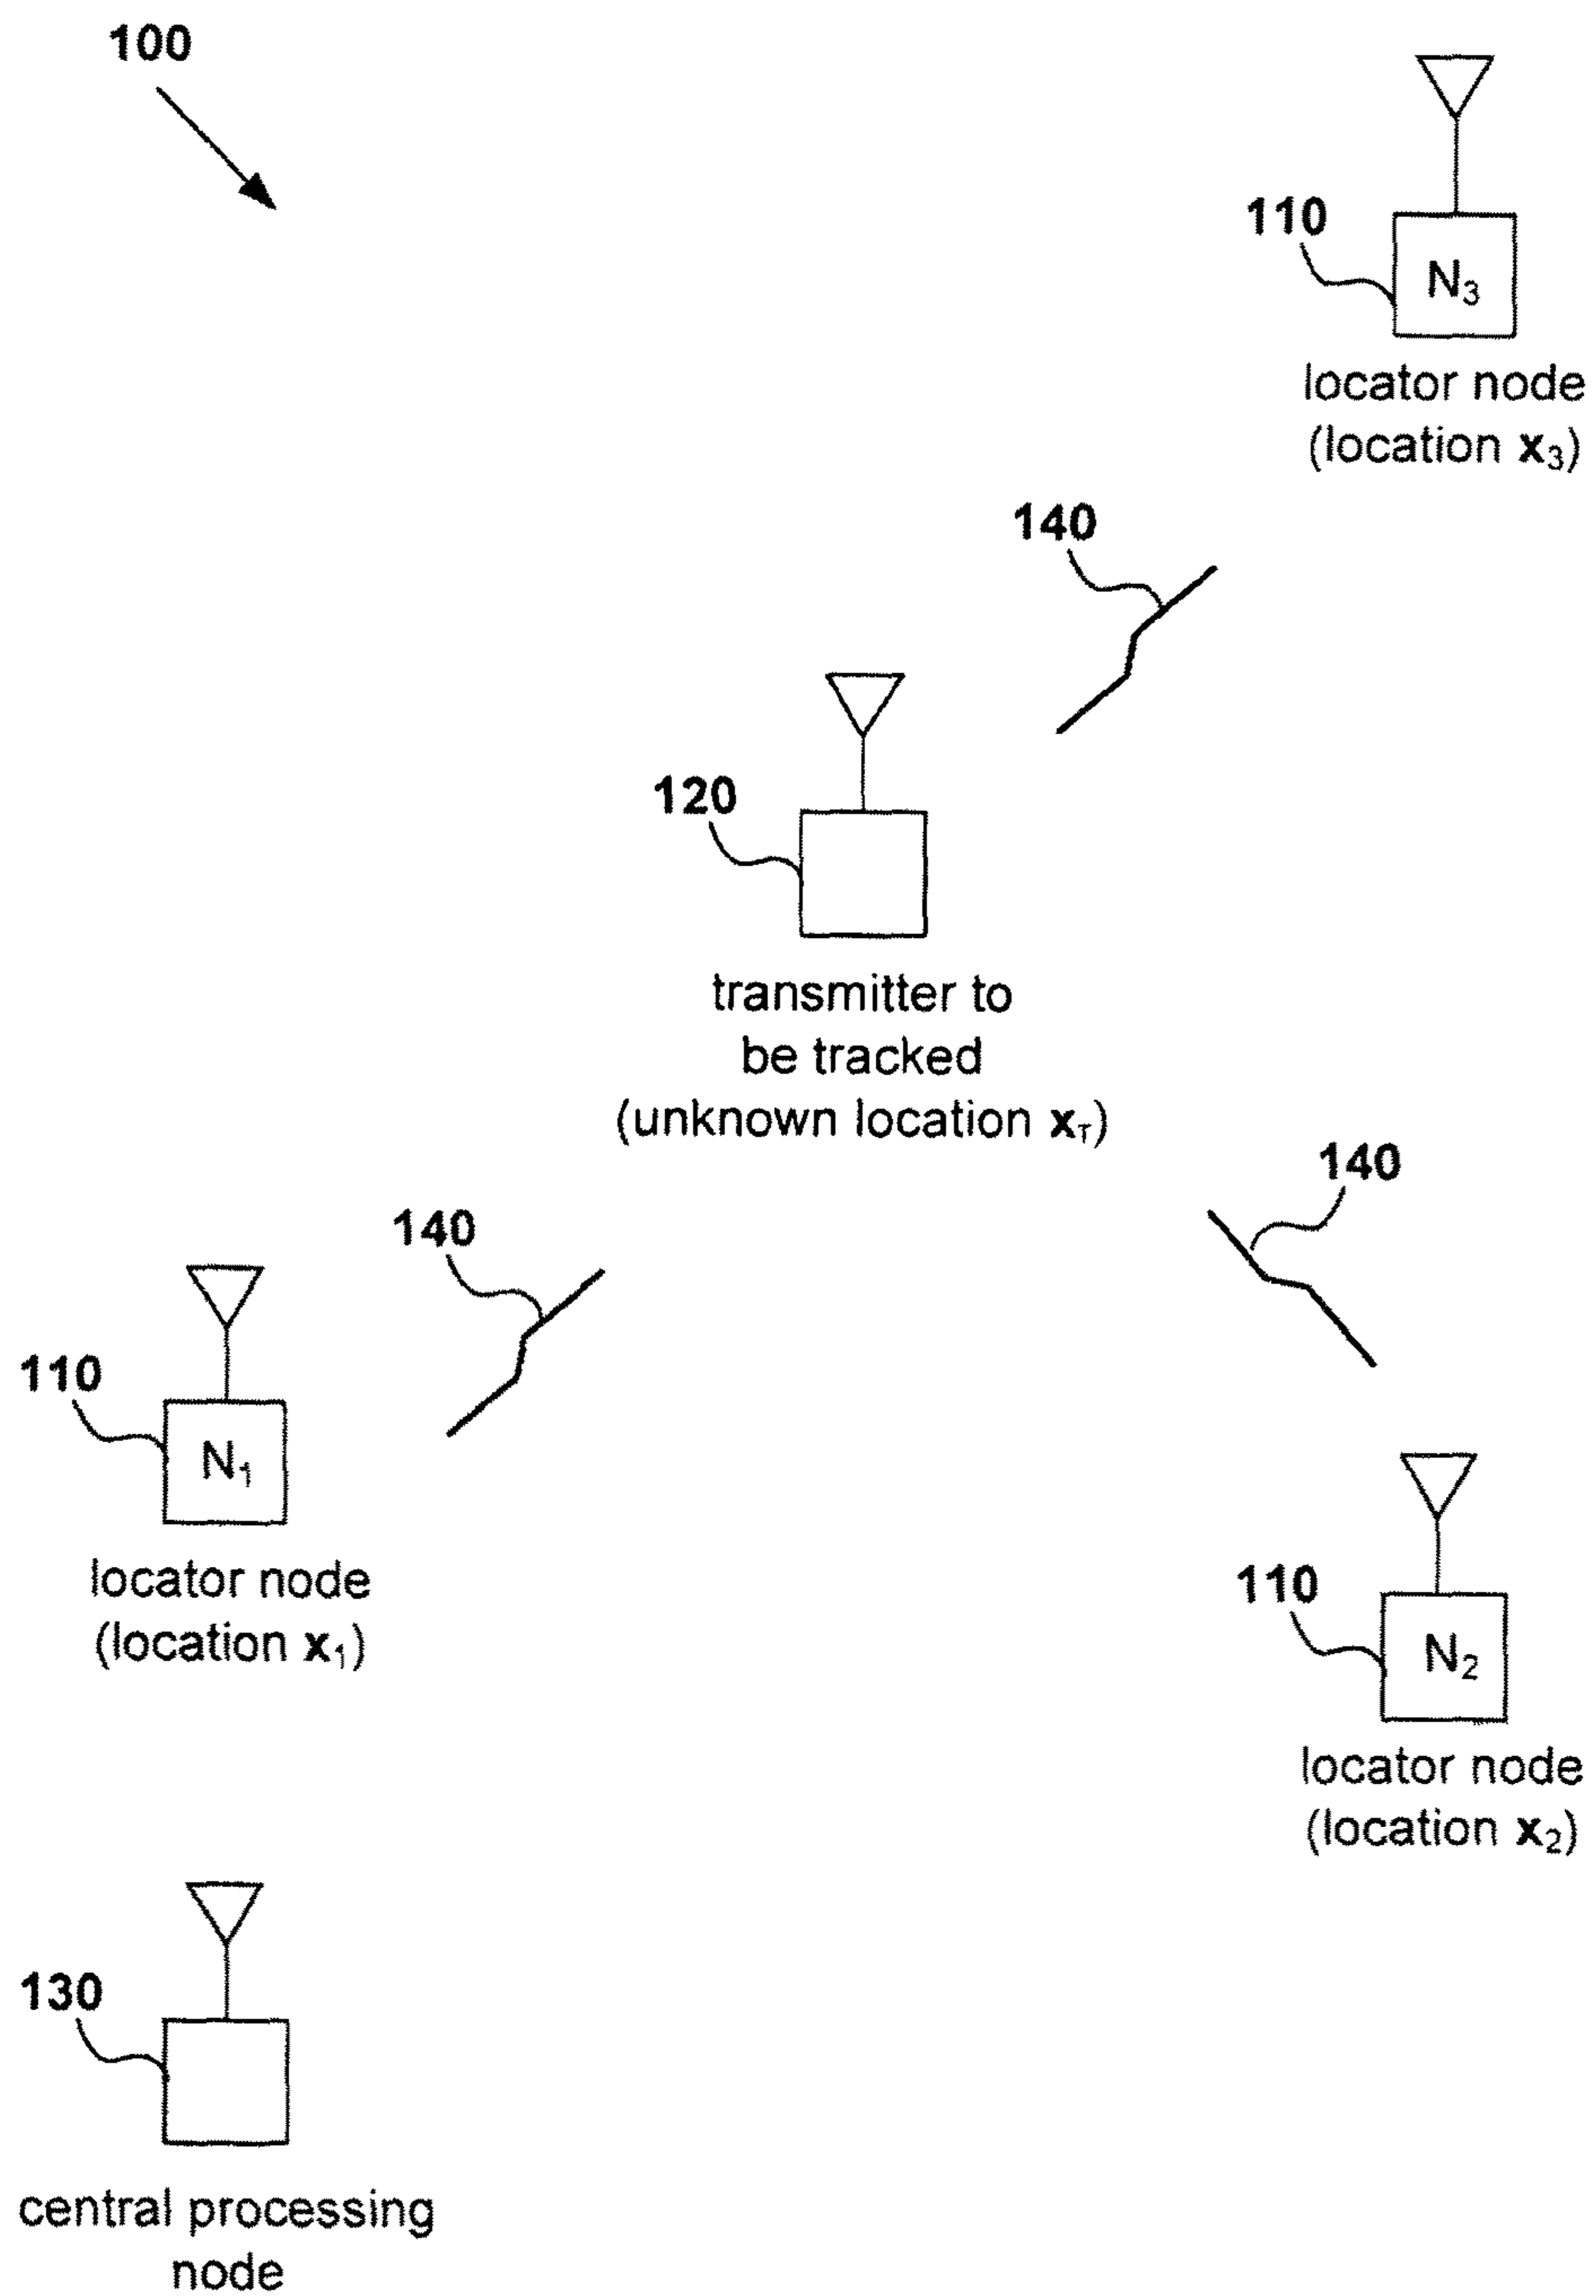 100
110
N₃
locator node
(location x₃)
140
120
transmitter to
be tracked
(unknown location x_T)
140
140
110
N₁
locator node
(location x₁)
110
N₂
locator node
(location x₂)
130
central processing
node